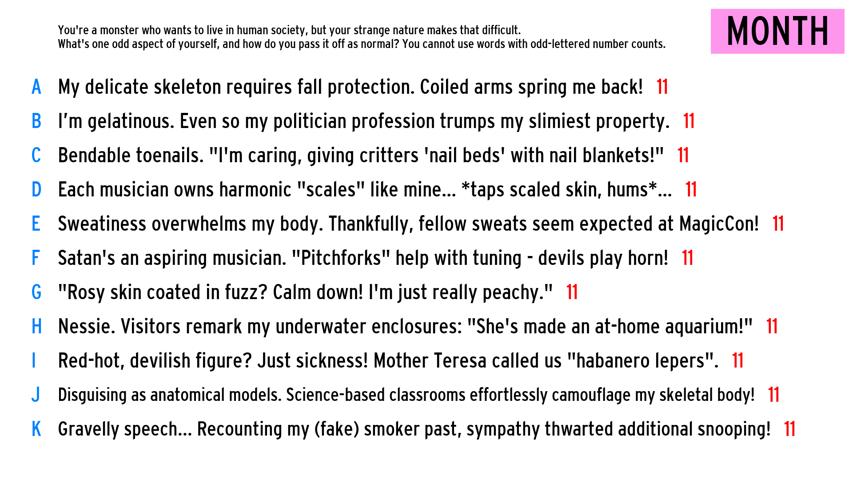 You're a monster who wants to live in human society, but your strange nature makes that difficult.
What's one odd aspect of yourself, and how do you pass it off as normal? You cannot use words with odd-lettered number counts.
MONTH
A My delicate skeleton requires fall protection. Coiled arms spring me back! 11
B I'm gelatinous. Even so my politician profession trumps my slimiest property. 11
C Bendable toenails. "I'm caring, giving critters 'nail beds' with nail blankets!" 11
D Each musician owns harmonic "scales" like mine... *taps scaled skin, hums*... 11
E Sweatiness overwhelms my body. Thankfully, fellow sweats seem expected at MagicCon! 11
F Satan's an aspiring musician. "Pitchforks" help with tuning - devils play horn! 11
G "Rosy skin coated in fuzz? Calm down! I'm just really peachy." 11
H Nessie. Visitors remark my underwater enclosures: "She's made an at-home aquarium!" 11
I Red-hot, devilish figure? Just sickness! Mother Teresa called us "habanero lepers". 11
J Disguising as anatomical models. Science-based classrooms effortlessly camouflage my skeletal body! 11
K Gravelly speech... Recounting my (fake) smoker past, sympathy thwarted additional snooping! 11